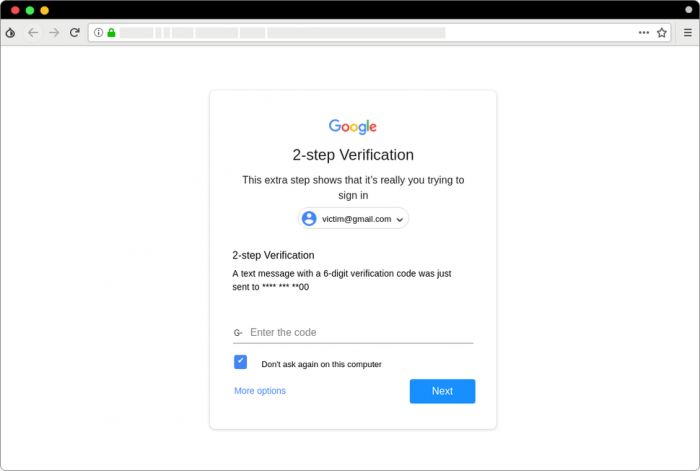 Google
2-step Verification
This extra step shows that it's really you trying to
sign in
victim@gmail.com
2-step Verification
A text message with a 6-digit verification code was just
sent to **** *** **00
G- Enter the code
Don't ask again on this computer
More options
Next